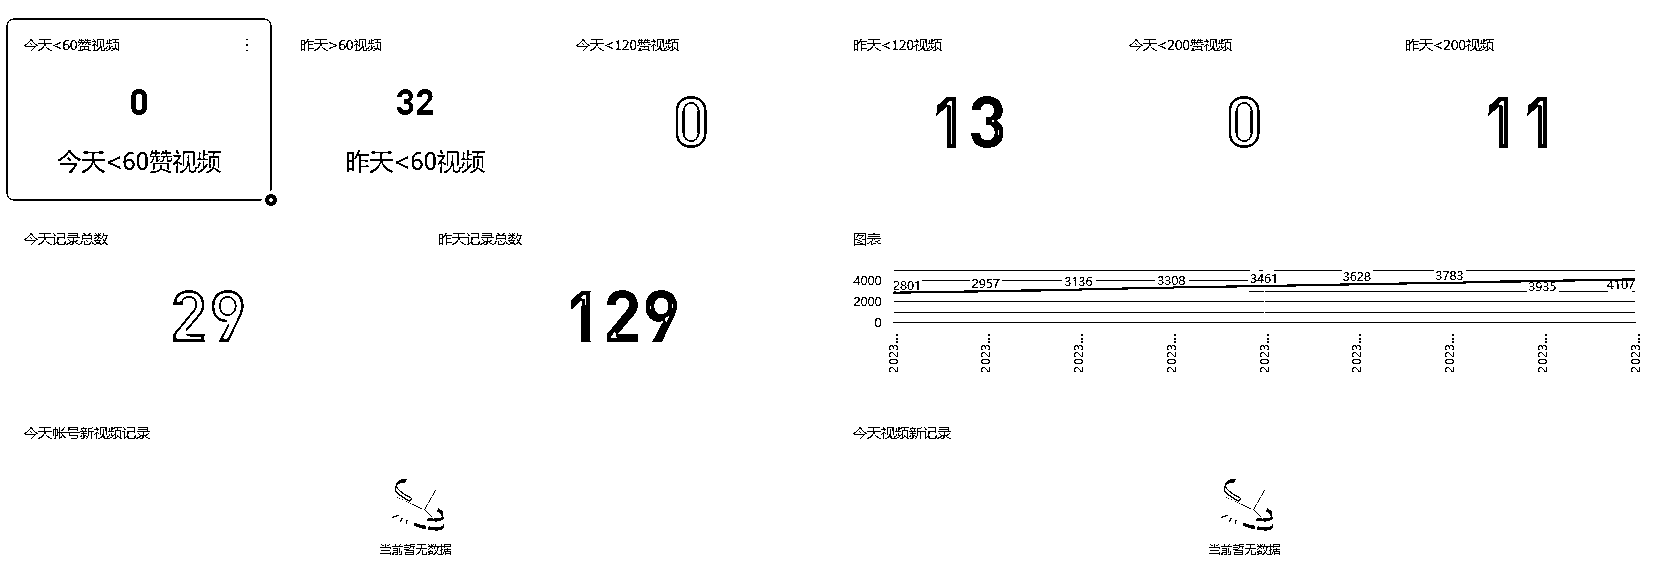 今天<60赞视频
昨天>60视频
今天<120赞视频
昨天<120视频
今天<200赞视频
昨天<200视频
0
32
0
13
0
11
今天<60赞视频
昨天<60视频
今天记录总数
昨天记录总数
图表
29
129
4000
2000
0
2801
2957
3136
3308
3461
3628
3783
3935
4107
2023...
2023...
2023...
2023...
2023...
2023...
2023...
2023...
2023...
今天帐号新视频记录
今天视频新记录
当前暂无数据
当前暂无数据